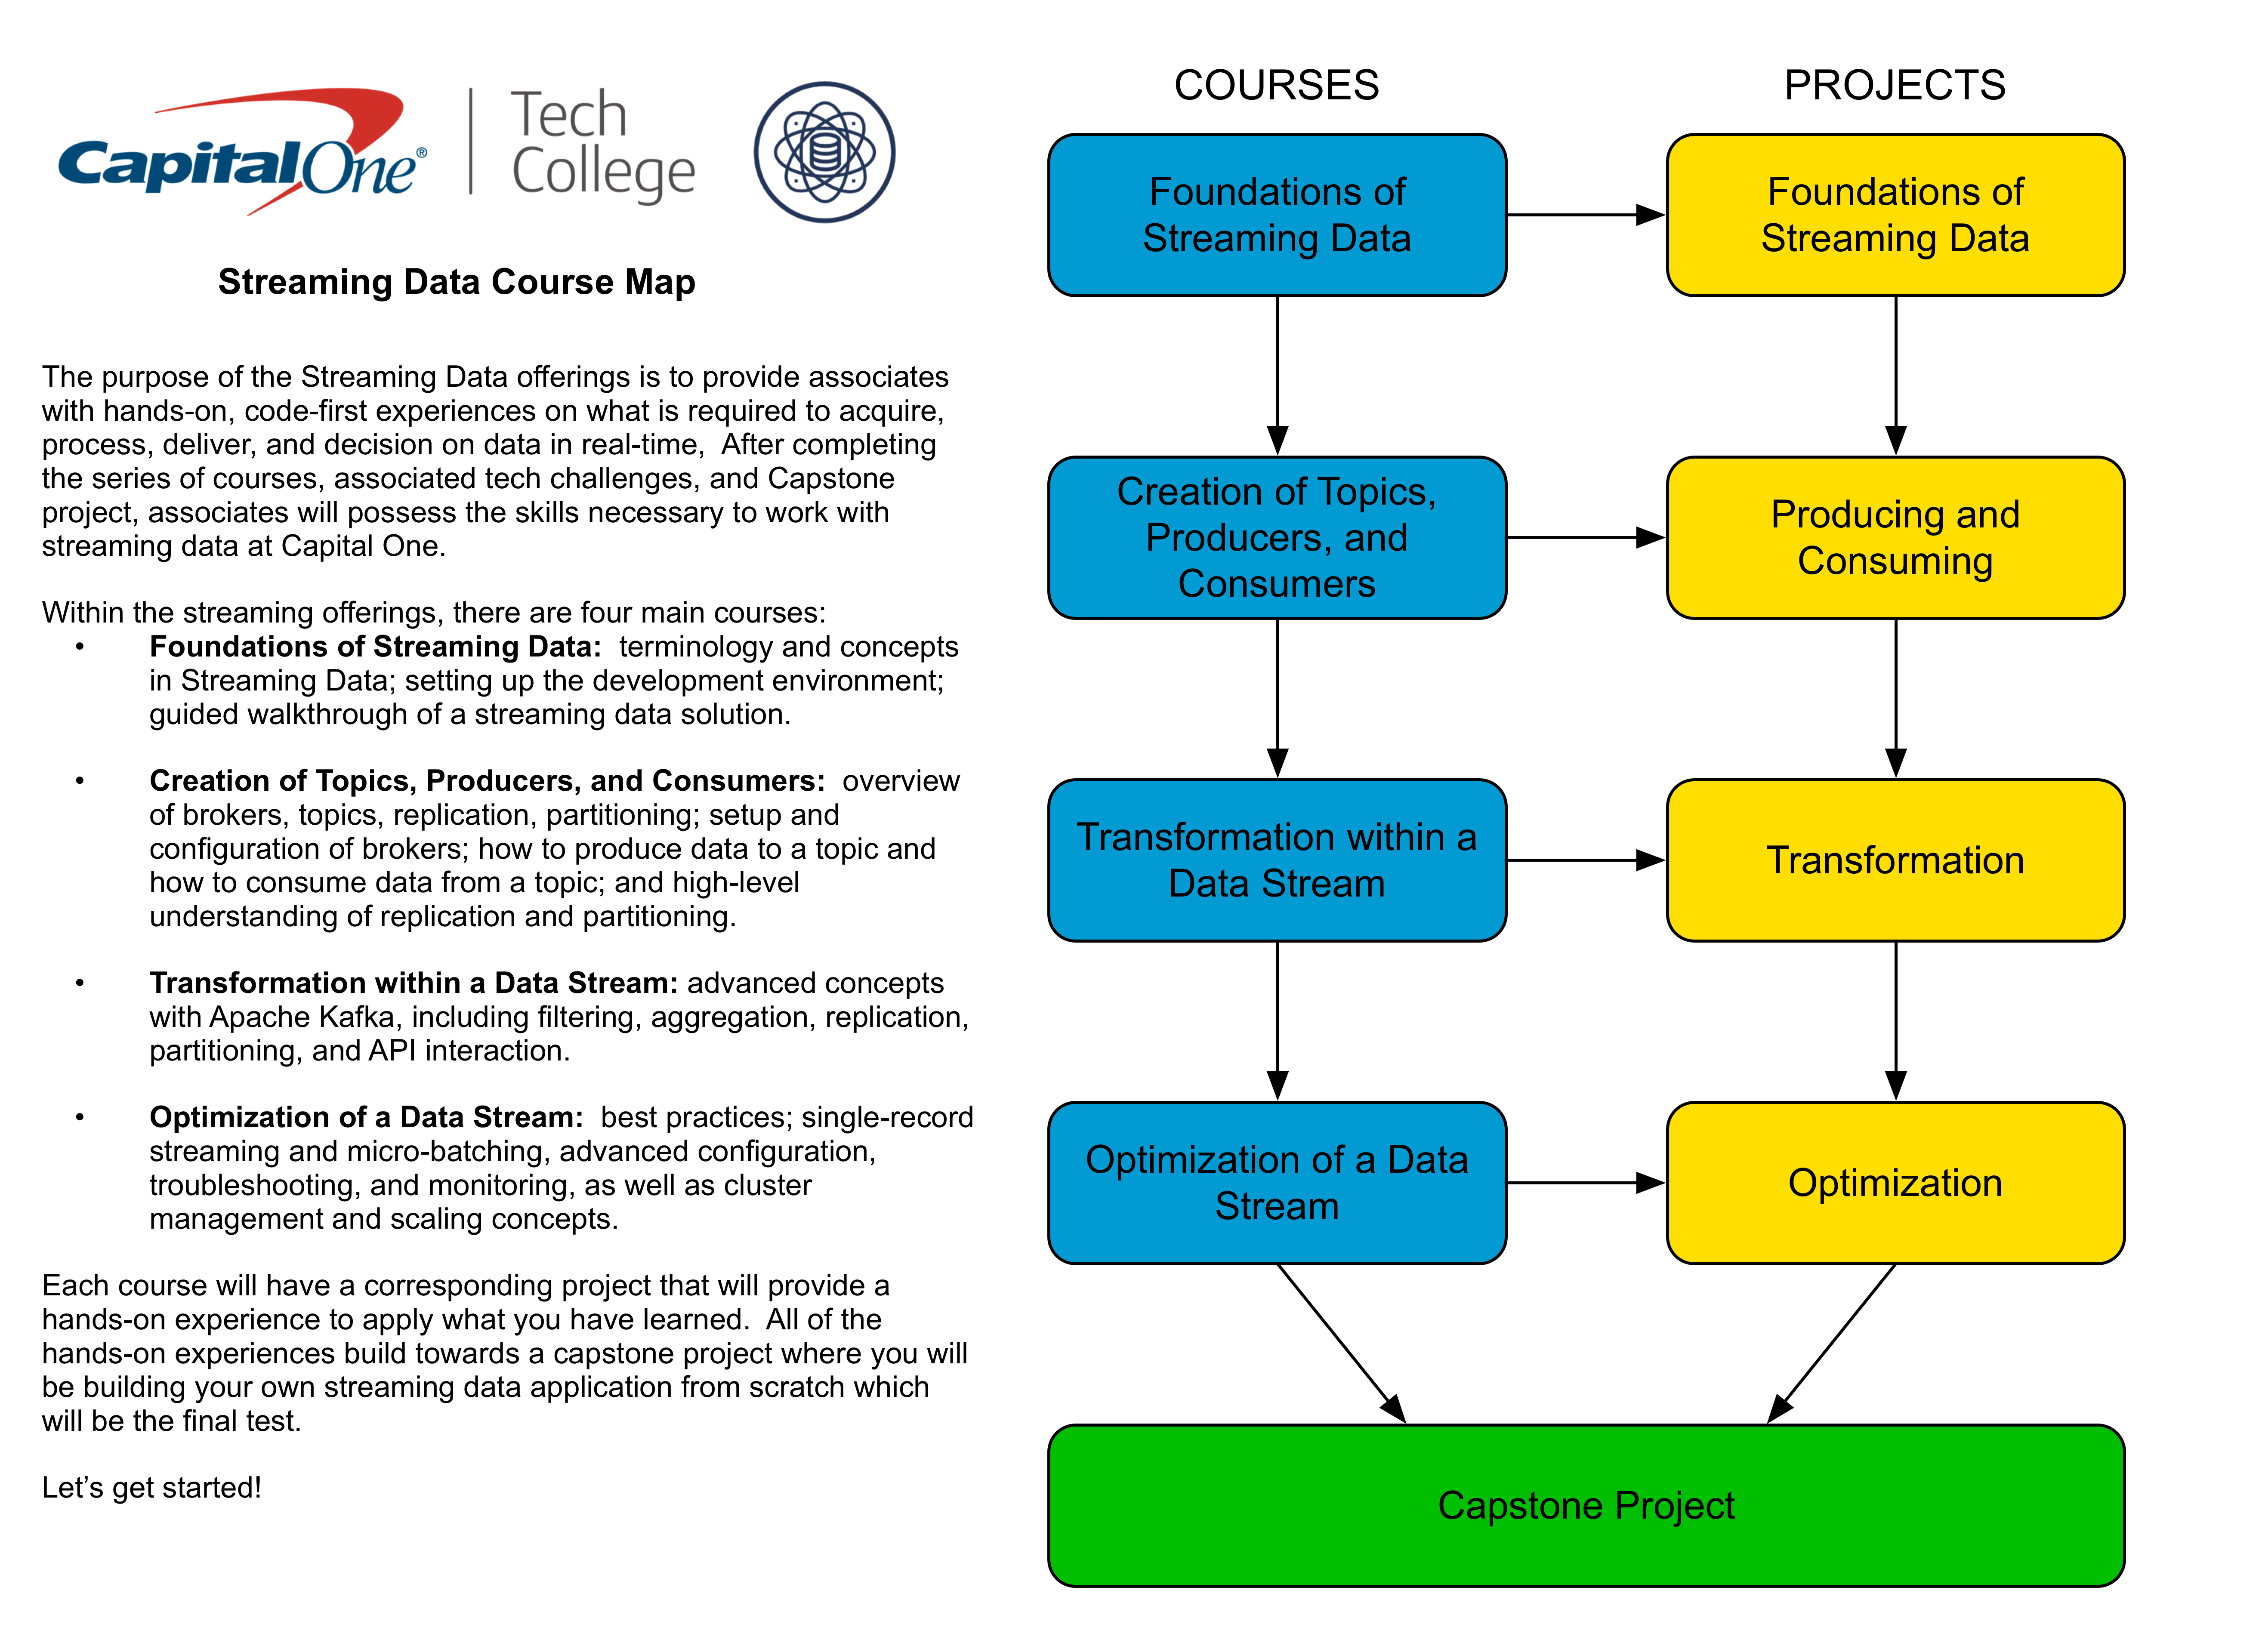 CapitalOne®
Tech
College
Streaming Data Course Map
The purpose of the Streaming Data offerings is to provide associates
with hands-on, code-first experiences on what is required to acquire,
process, deliver, and decision on data in real-time,  After completing
the series of courses, associated tech challenges, and Capstone
project, associates will possess the skills necessary to work with
streaming data at Capital One.
Within the streaming offerings, there are four main courses:
• Foundations of Streaming Data:  terminology and concepts
in Streaming Data; setting up the development environment;
guided walkthrough of a streaming data solution.
• Creation of Topics, Producers, and Consumers:  overview
of brokers, topics, replication, partitioning; setup and
configuration of brokers; how to produce data to a topic and
how to consume data from a topic; and high-level
understanding of replication and partitioning.
• Transformation within a Data Stream: advanced concepts
with Apache Kafka, including filtering, aggregation, replication,
partitioning, and API interaction.
• Optimization of a Data Stream:  best practices; single-record
streaming and micro-batching, advanced configuration,
troubleshooting, and monitoring, as well as cluster
management and scaling concepts.
Each course will have a corresponding project that will provide a
hands-on experience to apply what you have learned.  All of the
hands-on experiences build towards a capstone project where you will
be building your own streaming data application from scratch which
will be the final test.
Let’s get started!
COURSES
PROJECTS
Foundations of
Streaming Data
Foundations of
Streaming Data
Creation of Topics,
Producers, and
Consumers
Producing and
Consuming
Transformation within a
Data Stream
Transformation
Optimization of a Data
Stream
Optimization
Capstone Project